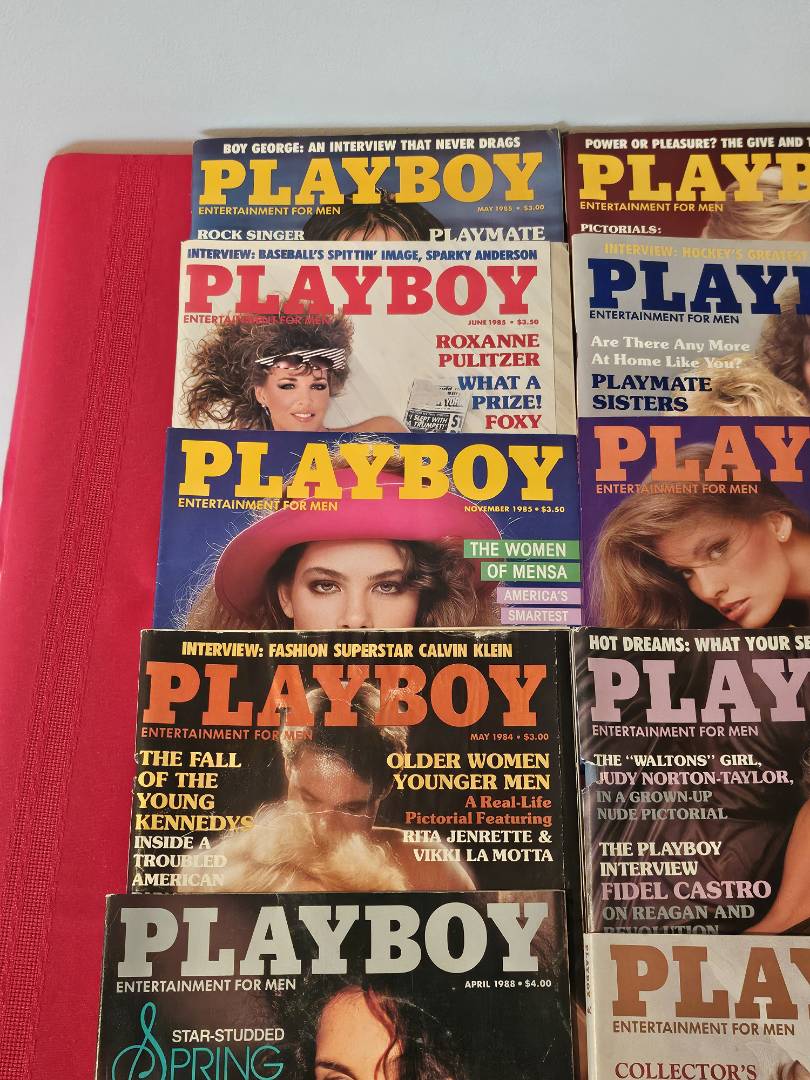 BOY GEORGE: AN INTERVIEW THAT NEVER DRAGS
PLAYBOY
MAY 1985 • $3.00
ENTERTAINMENT FOR MEN
ROCK SINGER
PLAYMATE
INTERVIEW: BASEBALL'S SPITTIN' IMAGE, SPARKY ANDERSON
PLAYBOY
ENTERTAINMENT FOR MEN
JUNE 1985 • $3.50
ROXANNE
PULITZER
WHAT A
PRIZE!
FOXY
I SLEPT WITH
A TRUMPET!
PLAYBOY
ENTERTAINMENT FOR MEN
NOVEMBER 1985 • $3.50
THE WOMEN
OF MENSA
AMERICA'S
SMARTEST
INTERVIEW: FASHION SUPERSTAR CALVIN KLEIN
PLAYBOY
ENTERTAINMENT FOR MEN
MAY 1984 • $3.00
THE FALL
OF THE
YOUNG
KENNEDYS
INSIDE A
TROUBLED
AMERICAN
OLDER WOMEN
YOUNGER MEN
A Real-Life
Pictorial Featuring
RITA JENRETTE &
VIKKI LA MOTTA
PLAYBOY
ENTERTAINMENT FOR MEN
APRIL 1988 • $4.00
STAR-STUDDED
SPRING
POWER OR PLEASURE? THE GIVE AND
PLAYB
ENTERTAINMENT FOR MEN
PICTORIALS:
INTERVIEW: HOCKEY'S GREATEST
PLAY
ENTERTAINMENT FOR MEN
Are There Any More
At Home Like You?
PLAYMATE
SISTERS
PLAY
ENTERTAINMENT FOR MEN
HOT DREAMS: WHAT YOUR SE
PLAY
ENTERTAINMENT FOR MEN
THE "WALTONS" GIRL,
JUDY NORTON-TAYLOR,
IN A GROWN-UP
NUDE PICTORIAL
THE PLAYBOY
INTERVIEW
FIDEL CASTRO
ON REAGAN AND
REVOLUTION
PLAY
ENTERTAINMENT FOR MEN
COLLECTOR'S